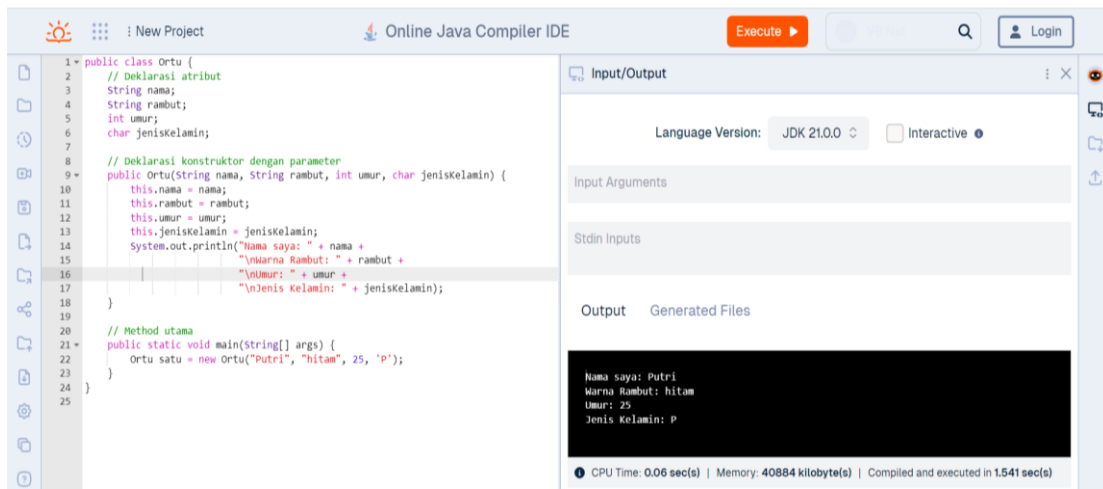 New Project
Online Java Compiler IDE
Execute
Login
1 public class Ortu {
2 // Deklarasi atribut
3 String nama;
4 String rambut;
5 int umur;
6 char jenisKelamin;
7
8 // Deklarasi konstruktor dengan parameter
9 public Ortu(String nama, String rambut, int umur, char jenisKelamin) {
10 this.nama = nama;
11 this.rambut = rambut;
12 this.umur = umur;
13 this.jenisKelamin = jenisKelamin;
14 System.out.println("Nama saya: " + nama +
15 "\nWarna Rambut: " + rambut +
16 "\nUmur: " + umur +
17 "\nJenis Kelamin: " + jenisKelamin);
18 }
19
20 // Method utama
21 public static void main(String[] args) {
22 Ortu satu = new Ortu("Putri", "hitam", 25, 'P');
23 }
24 }
25
Input/Output
Language Version: JDK 21.0.0 Interactive
Input Arguments
Stdin Inputs
Output Generated Files
Nama saya: Putri
Warna Rambut: hitam
Umur: 25
Jenis Kelamin: P
CPU Time: 0.06 sec(s) | Memory: 40884 kilobyte(s) | Compiled and executed in 1.541 sec(s)